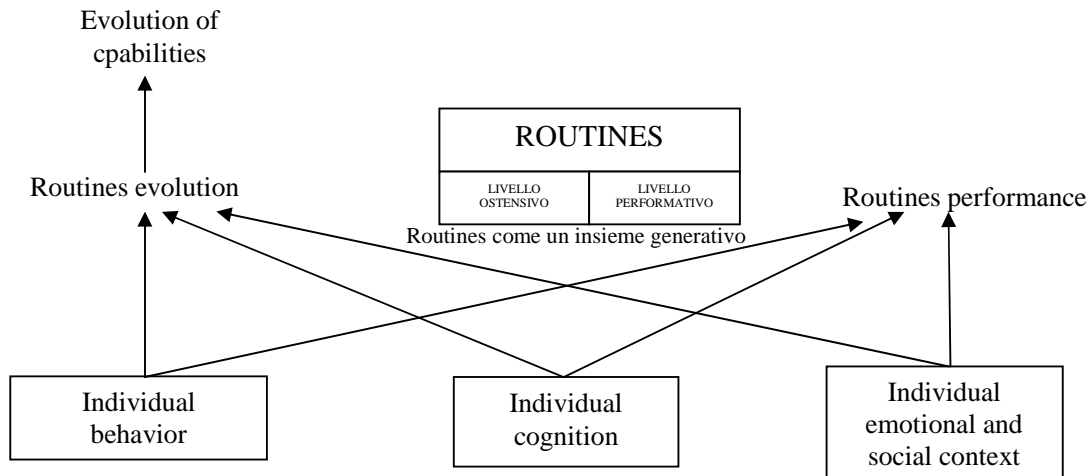 Evolution of
cpabilities
ROUTINES
LIVELLO
OSTENSIVO
LIVELLO
PERFORMATIVO
Routines evolution
Routines performance
Routines come un insieme generativo
Individual
behavior
Individual
cognition
Individual
emotional and
social context